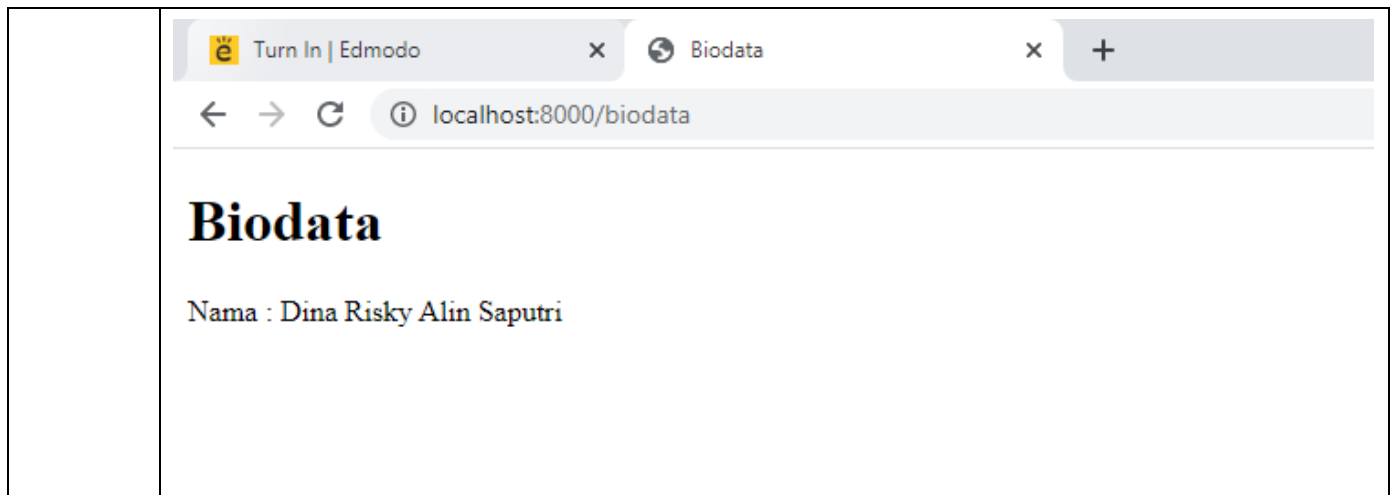 Turn In | Edmodo
Biodata
localhost:8000/biodata
Biodata
Nama : Dina Risky Alin Saputri